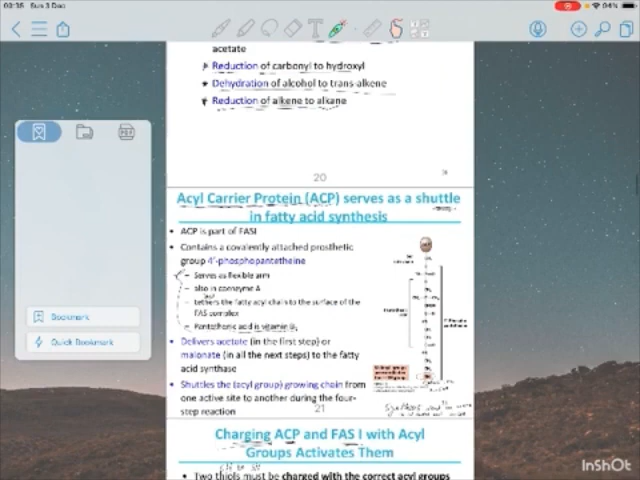 03:35 Sun 3 Dec
94%
acetate
Reduction of carbonyl to hydroxyl
Dehydration of alcohol to trans-alkene
Reduction of alkene to alkane
20
Acyl Carrier Protein (ACP) serves as a shuttle
in fatty acid synthesis
• ACP is part of FASI
• Contains a covalently attached prosthetic
group 4'-phosphopantetheine
– Serves as flexible arm
– also in coenzyme A
– tethers the fatty acyl chain to the surface of the
FAS complex
– Pantothenic acid is vitamin B₅
• Delivers acetate (in the first step) or
malonate (in all the next steps) to the fatty
acid synthase
• Shuttles the (acyl group) growing chain from
one active site to another during the four-
step reaction
21
Bookmark
Quick Bookmark
Charging ACP and FAS I with Acyl
Groups Activates Them
• Two thiols must be charged with the correct acyl groups
InShOt